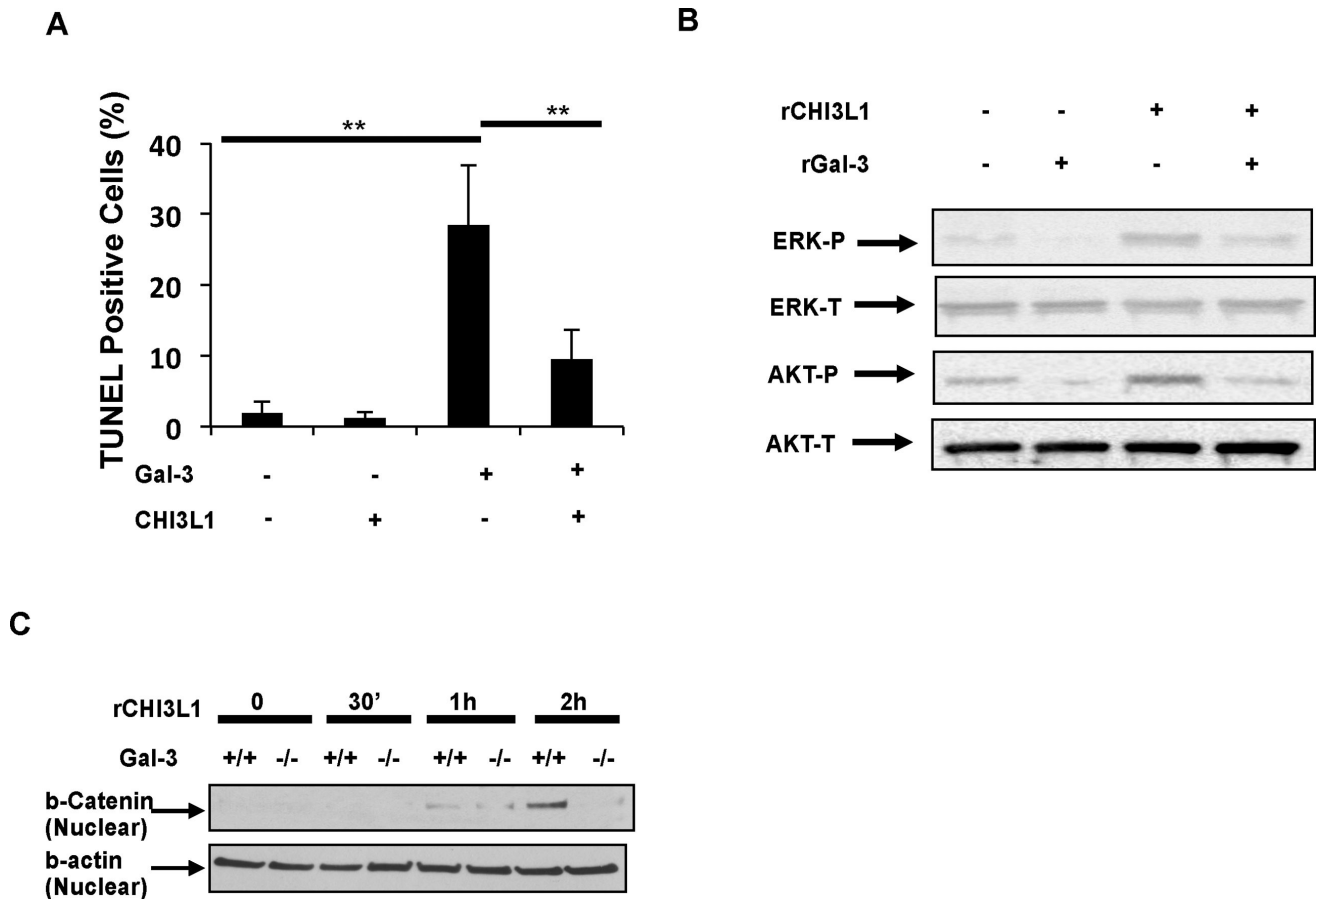 A
TUNEL Positive Cells (%)
** **
40
30
20
10
0
Gal-3 - - + +
CHI3L1 - + - +
B
rCHI3L1 - - + +
rGal-3 - + - +
ERK-P
ERK-T
AKT-P
AKT-T
C
rCHI3L1 0 30’ 1h 2h
Gal-3 +/+ -/- +/+ -/- +/+ -/- +/+ -/-
b-Catenin
(Nuclear)
b-actin
(Nuclear)